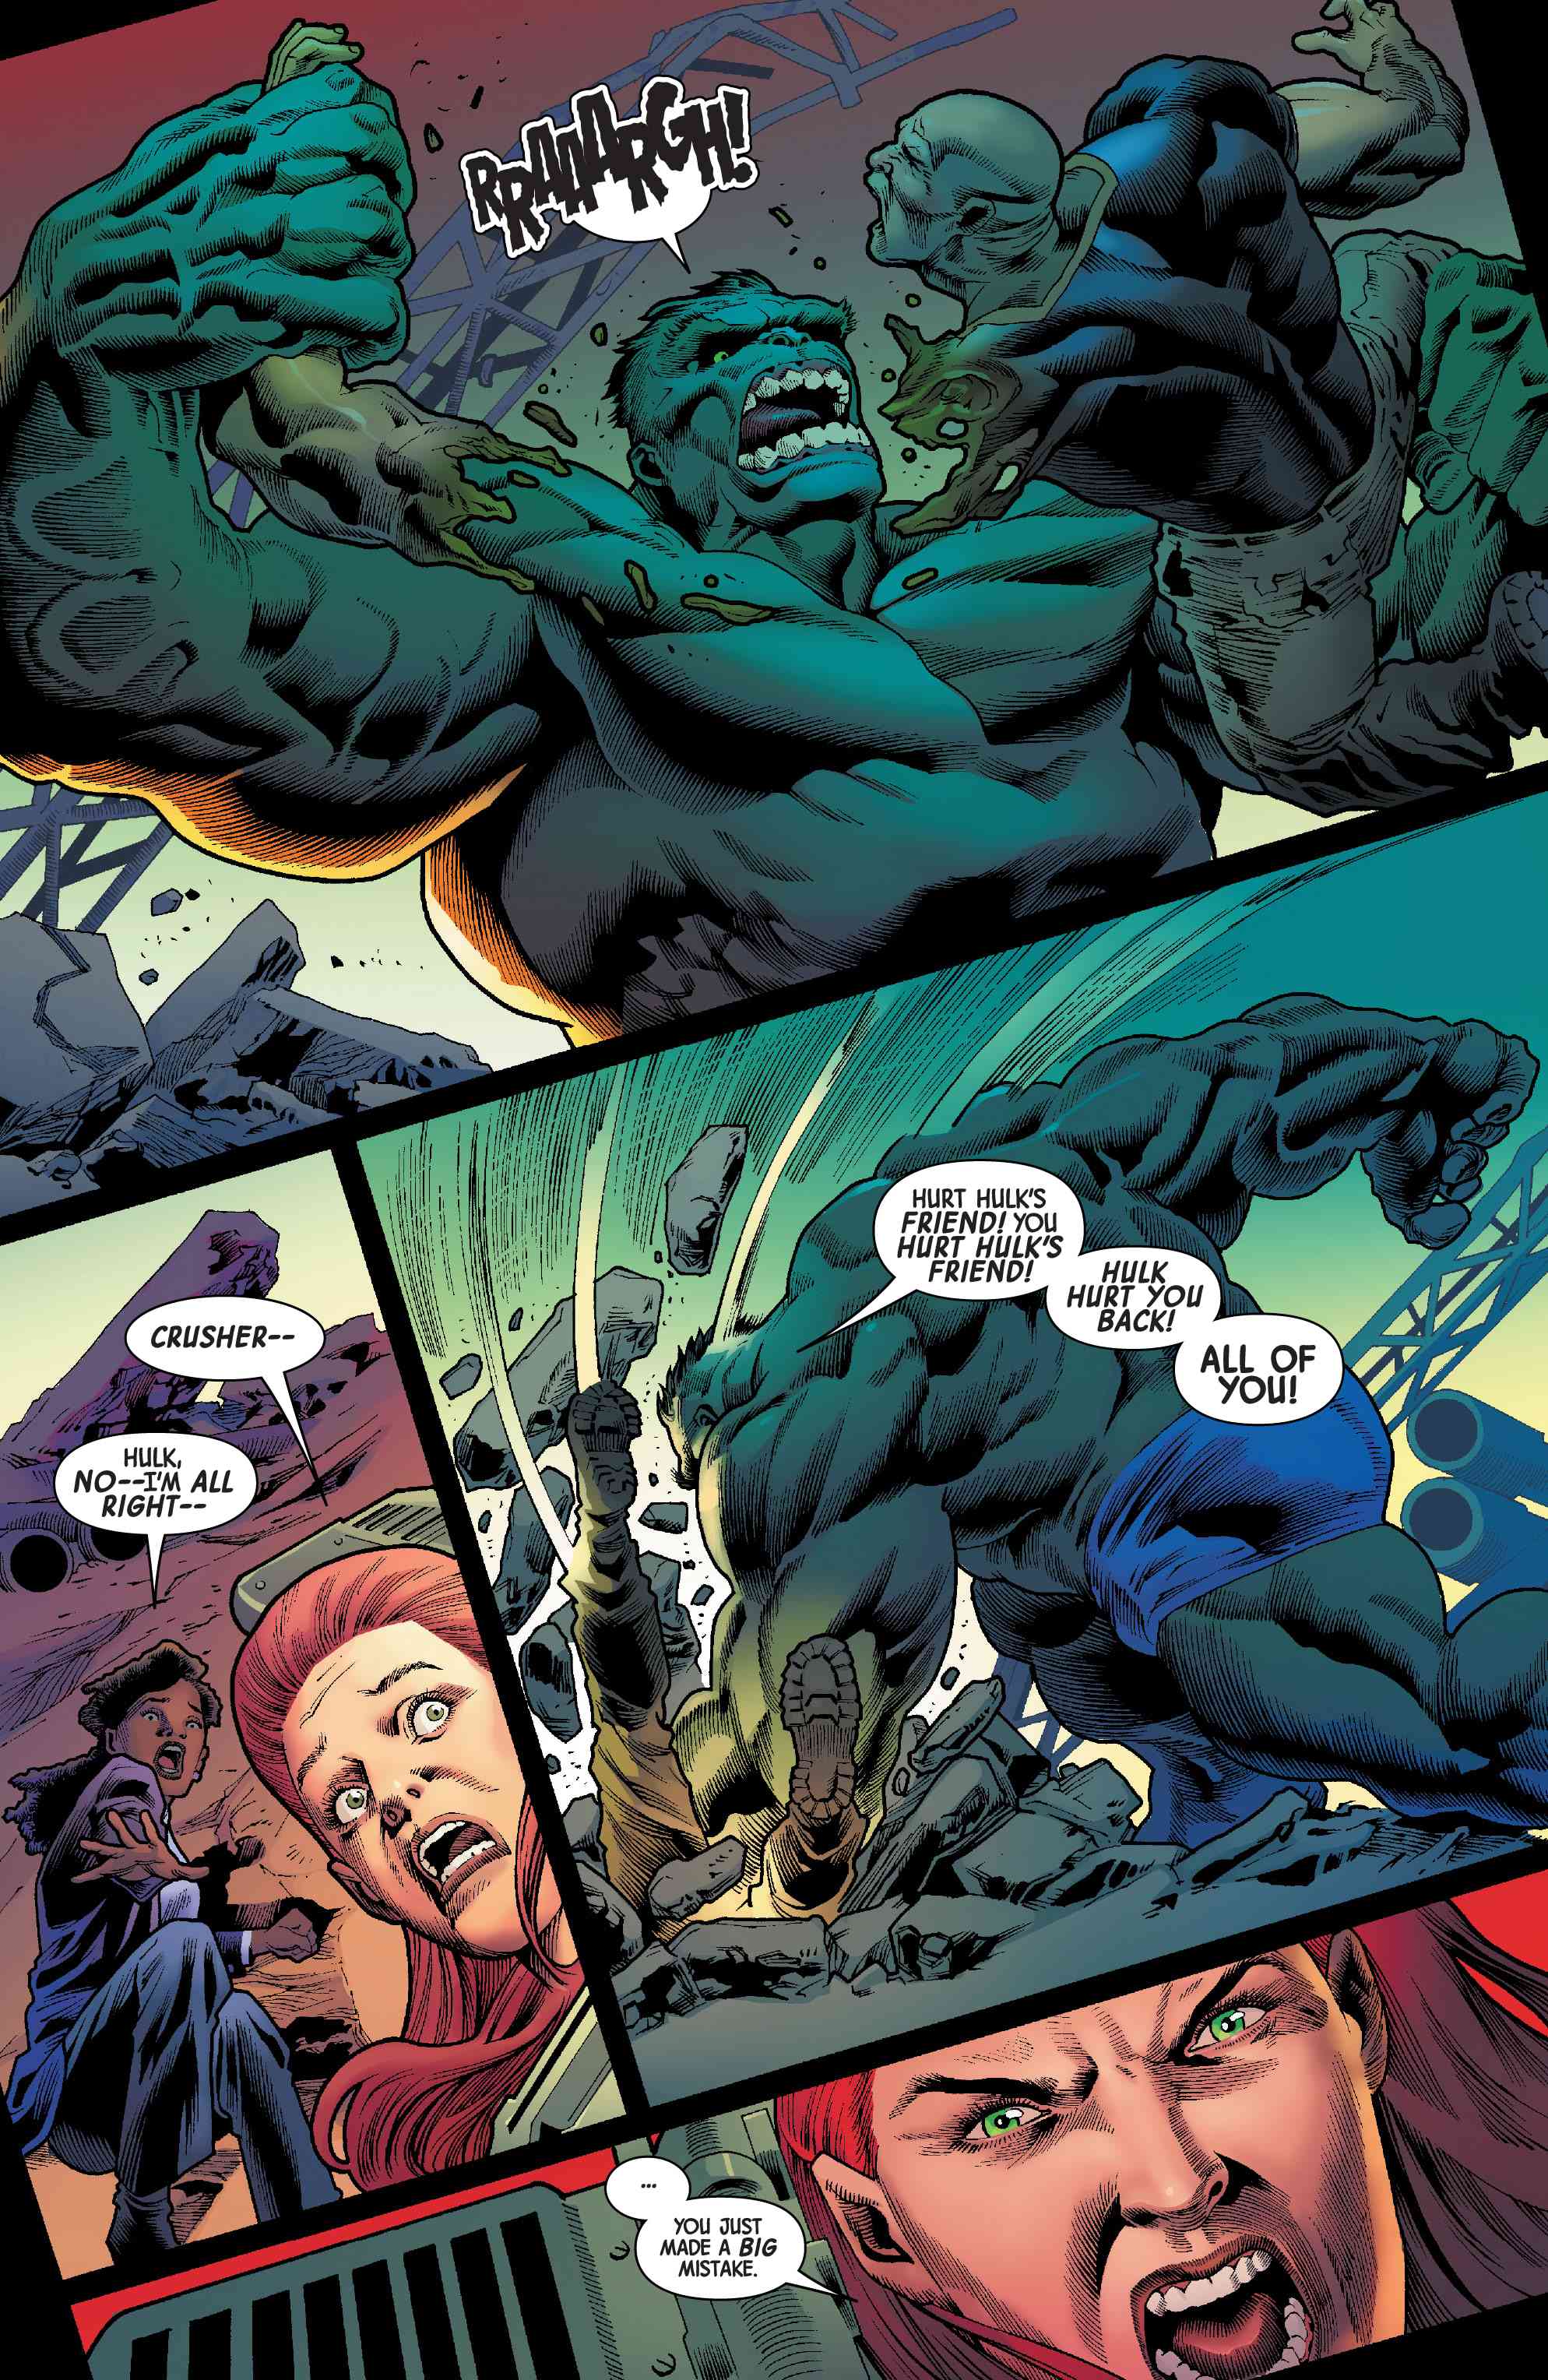 RRAAAARGH!
CRUSHER--
HULK,
NO--I'M ALL
RIGHT--
HURT HULK'S
FRIEND! YOU
HURT HULK'S
FRIEND!
HULK
HURT YOU
BACK!
ALL OF
YOU!
...
YOU JUST
MADE A BIG
MISTAKE.